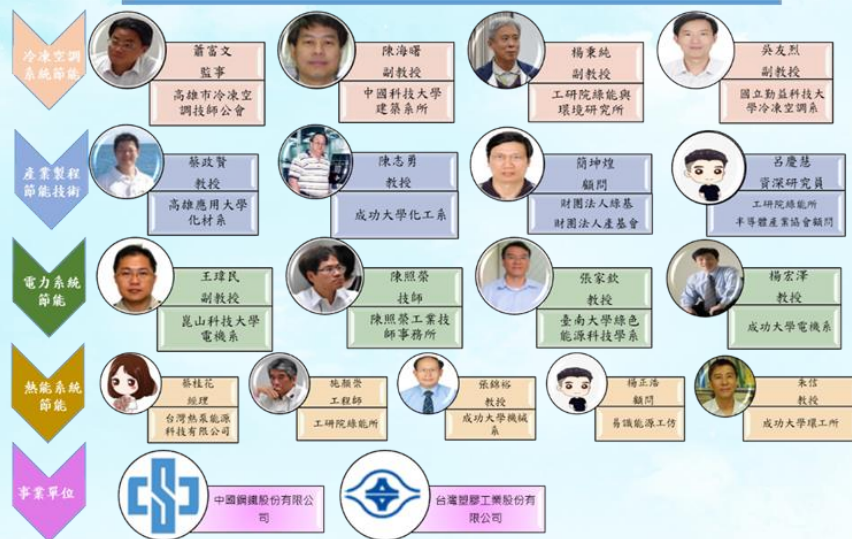 冷凍空調
系統節能
蕭富文
監事
高雄市冷凍空
調技師公會
陳海曙
副教授
中國科技大學
建築系所
楊秉純
副教授
工研院綠能與
環境研究所
吳友烈
副教授
國立勤益科技大
學冷凍空調系
產業製程
節能技術
蔡政賢
教授
高雄應用大學
化材系
陳志勇
教授
成功大學化工系
簡坤煌
顧問
財團法人綠基
財團法人產基會
呂慶慧
資深研究員
工研院綠能所
半導體產業協會顧問
電力系統
節能
王瑋民
副教授
崑山科技大學
電機系
陳照榮
技師
陳照榮工業技
師事務所
張家欽
教授
臺南大學綠色
能源科技學系
楊宏澤
教授
成功大學電機系
熱能系統
節能
蔡桂花
經理
台灣熱泵能源
科技有限公司
施顏榮
工程師
工研院綠能所
張錦裕
教授
成功大學機械
系
楊正浩
顧問
易識能源工仿
朱信
教授
成功大學環工所
事業單位
中國鋼鐵股份有限公
司
台灣塑膠工業股份有
限公司